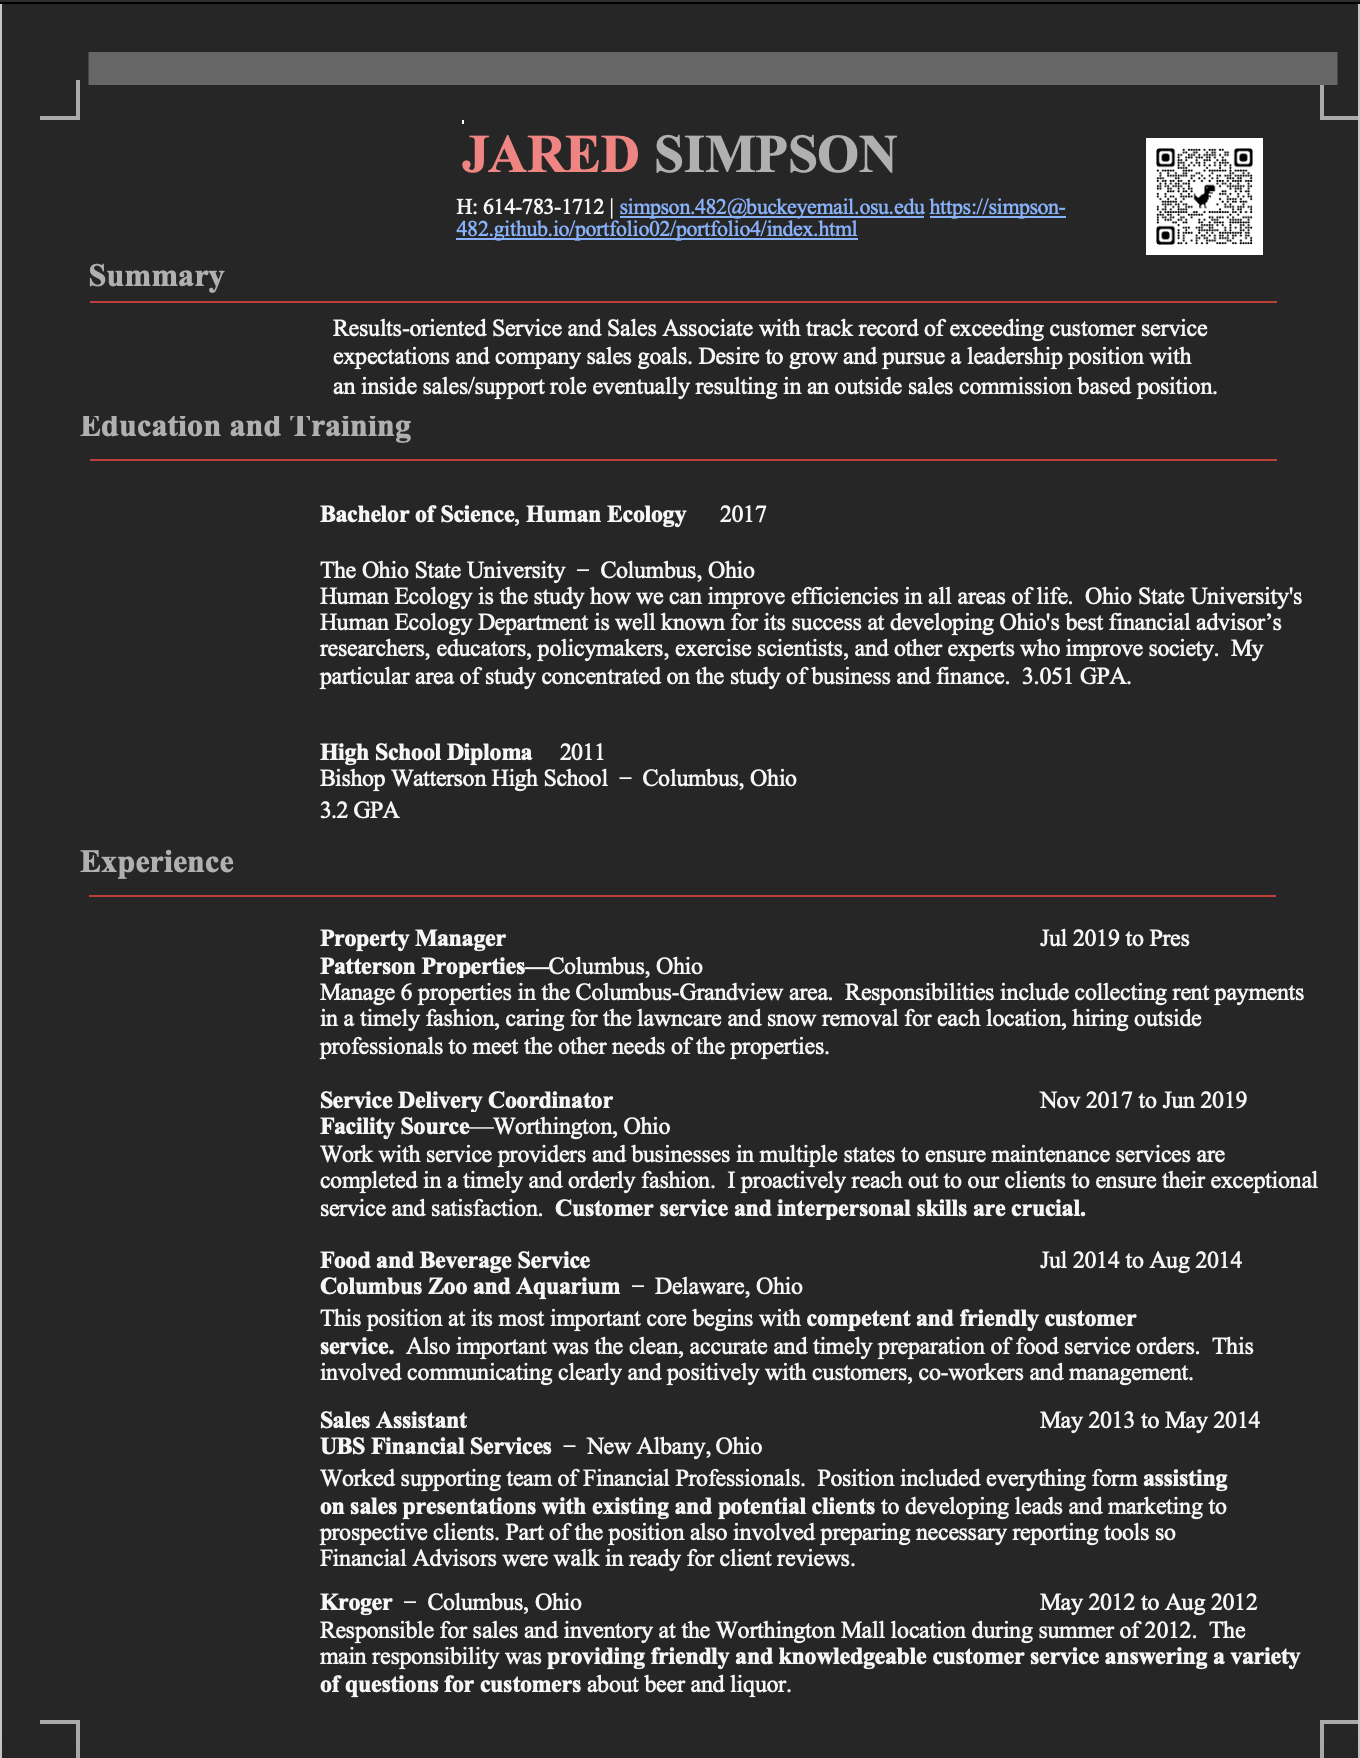 JARED SIMPSON
H: 614-783-1712 | simpson.482@buckeyemail.osu.edu https://simpson-
482.github.io/portfolio02/portfolio4/index.html
Summary
Results-oriented Service and Sales Associate with track record of exceeding customer service
expectations and company sales goals. Desire to grow and pursue a leadership position with
an inside sales/support role eventually resulting in an outside sales commission based position.
Education and Training
Bachelor of Science, Human Ecology 2017
The Ohio State University − Columbus, Ohio
Human Ecology is the study how we can improve efficiencies in all areas of life. Ohio State University's
Human Ecology Department is well known for its success at developing Ohio's best financial advisor’s
researchers, educators, policymakers, exercise scientists, and other experts who improve society. My
particular area of study concentrated on the study of business and finance. 3.051 GPA.
High School Diploma 2011
Bishop Watterson High School − Columbus, Ohio
3.2 GPA
Experience
Property Manager Jul 2019 to Pres
Patterson Properties—Columbus, Ohio
Manage 6 properties in the Columbus-Grandview area. Responsibilities include collecting rent payments
in a timely fashion, caring for the lawncare and snow removal for each location, hiring outside
professionals to meet the other needs of the properties.
Service Delivery Coordinator Nov 2017 to Jun 2019
Facility Source—Worthington, Ohio
Work with service providers and businesses in multiple states to ensure maintenance services are
completed in a timely and orderly fashion. I proactively reach out to our clients to ensure their exceptional
service and satisfaction. Customer service and interpersonal skills are crucial.
Food and Beverage Service Jul 2014 to Aug 2014
Columbus Zoo and Aquarium − Delaware, Ohio
This position at its most important core begins with competent and friendly customer
service. Also important was the clean, accurate and timely preparation of food service orders. This
involved communicating clearly and positively with customers, co-workers and management.
Sales Assistant May 2013 to May 2014
UBS Financial Services − New Albany, Ohio
Worked supporting team of Financial Professionals. Position included everything form assisting
on sales presentations with existing and potential clients to developing leads and marketing to
prospective clients. Part of the position also involved preparing necessary reporting tools so
Financial Advisors were walk in ready for client reviews.
Kroger − Columbus, Ohio May 2012 to Aug 2012
Responsible for sales and inventory at the Worthington Mall location during summer of 2012. The
main responsibility was providing friendly and knowledgeable customer service answering a variety
of questions for customers about beer and liquor.